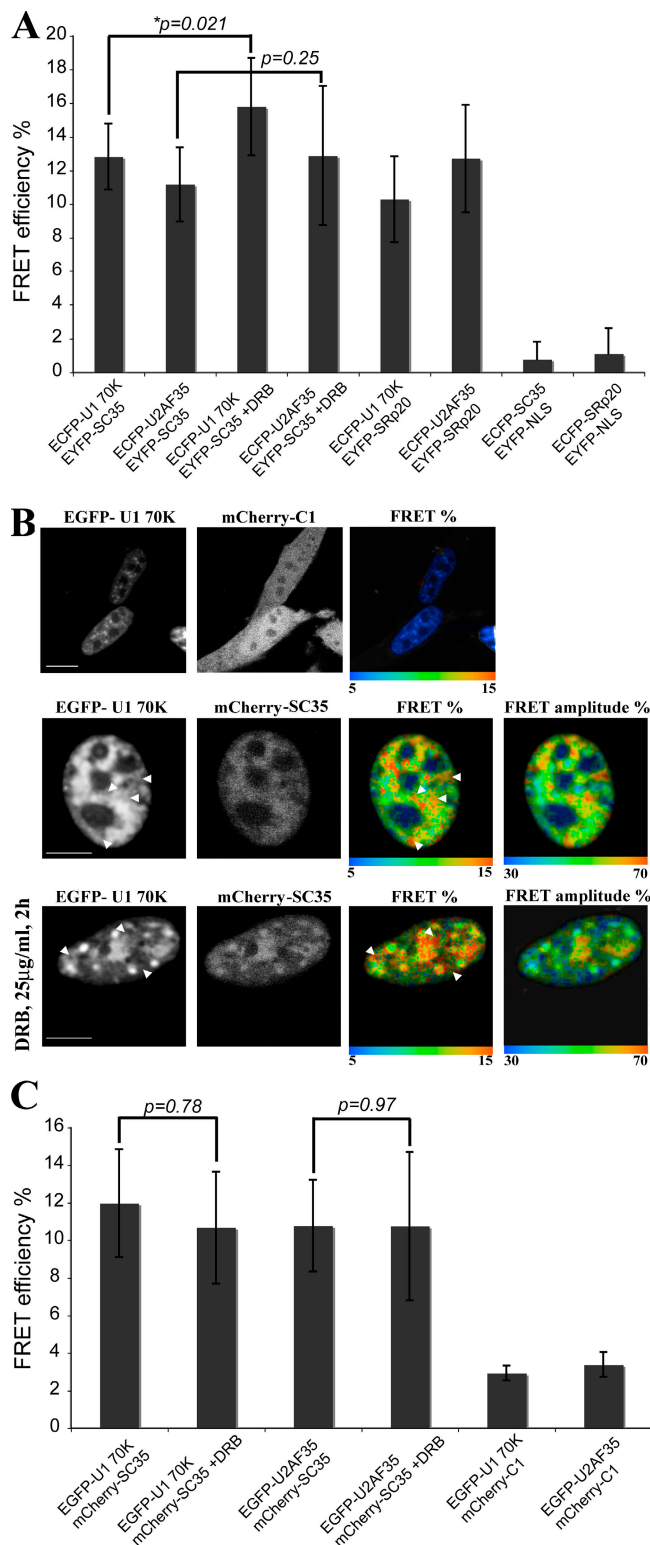 A
*p=0.021
p=0.25
FRET efficiency %
20
18
16
14
12
10
8
6
4
2
0
ECFP-U1 70K
EYFP-SC35
ECFP-U2AF35
EYFP-SC35
ECFP-U1 70K
EYFP-SC35 +DRB
ECFP-U2AF35
EYFP-SC35 +DRB
ECFP-U1 70K
EYFP-SRp20
ECFP-U2AF35
EYFP-SRp20
ECFP-SC35
EYFP-NLS
ECFP-SRp20
EYFP-NLS
B
EGFP- U1 70K
mCherry-C1
FRET %
5 15
EGFP- U1 70K
mCherry-SC35
FRET %
FRET amplitude %
5 15
30 70
DRB, 25µg/ml, 2h
EGFP- U1 70K
mCherry-SC35
FRET %
FRET amplitude %
5 15
30 70
C
p=0.78
p=0.97
FRET efficiency %
16
14
12
10
8
6
4
2
0
EGFP-U1 70K
mCherry-SC35
EGFP-U1 70K
mCherry-SC35 +DRB
EGFP-U2AF35
mCherry-SC35
EGFP-U2AF35
mCherry-SC35 +DRB
EGFP-U1 70K
mCherry-C1
EGFP-U2AF35
mCherry-C1